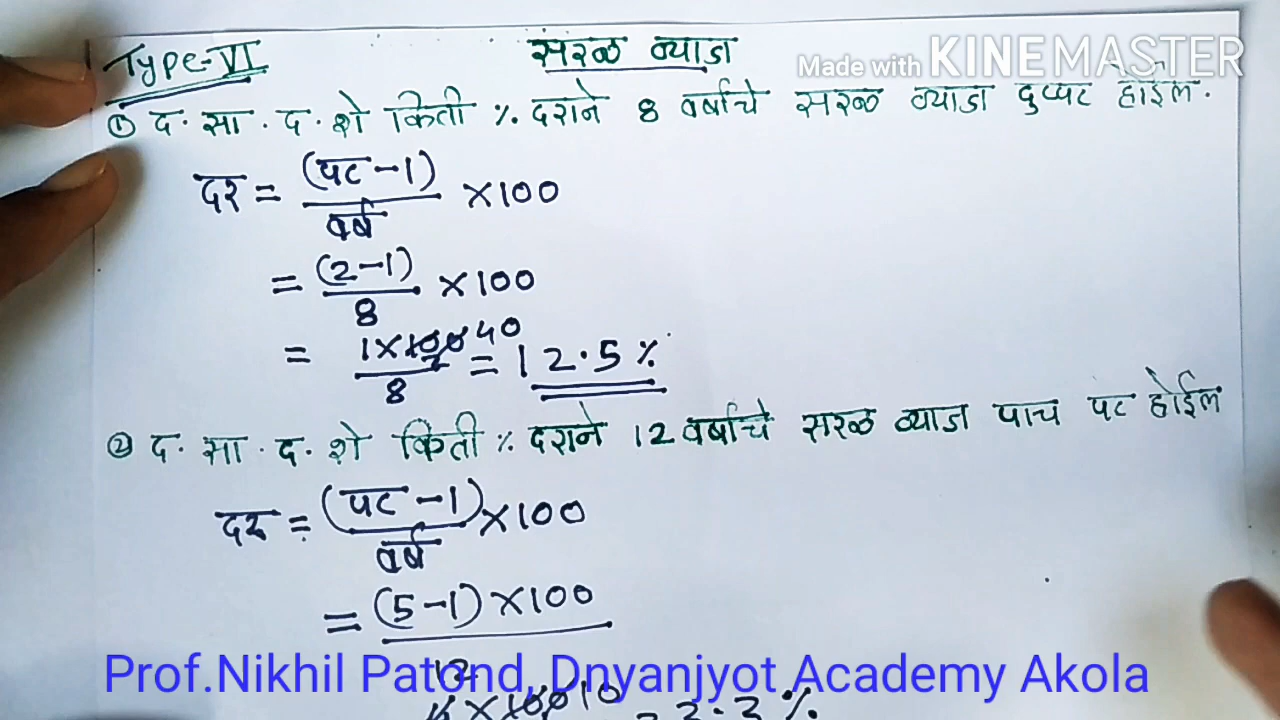 Type-VI
सरळ व्याज
Made with KINEMASTER
① द. सा. द. शे किती % दराने 8 वर्षाचे सरळ व्याज दुप्पट होईल.
दर = (पट-1) / वर्ष ×100
= (2-1) / 8 ×100
= 1×100 / 8 = 12.5%
② द. सा. द. शे किती % दराने 12 वर्षाचे सरळ व्याज पाच पट होईल
दर = (पट-1) / वर्ष ×100
= (5-1)×100
12
Prof.Nikhil Patond, Dnyanjyot Academy Akola